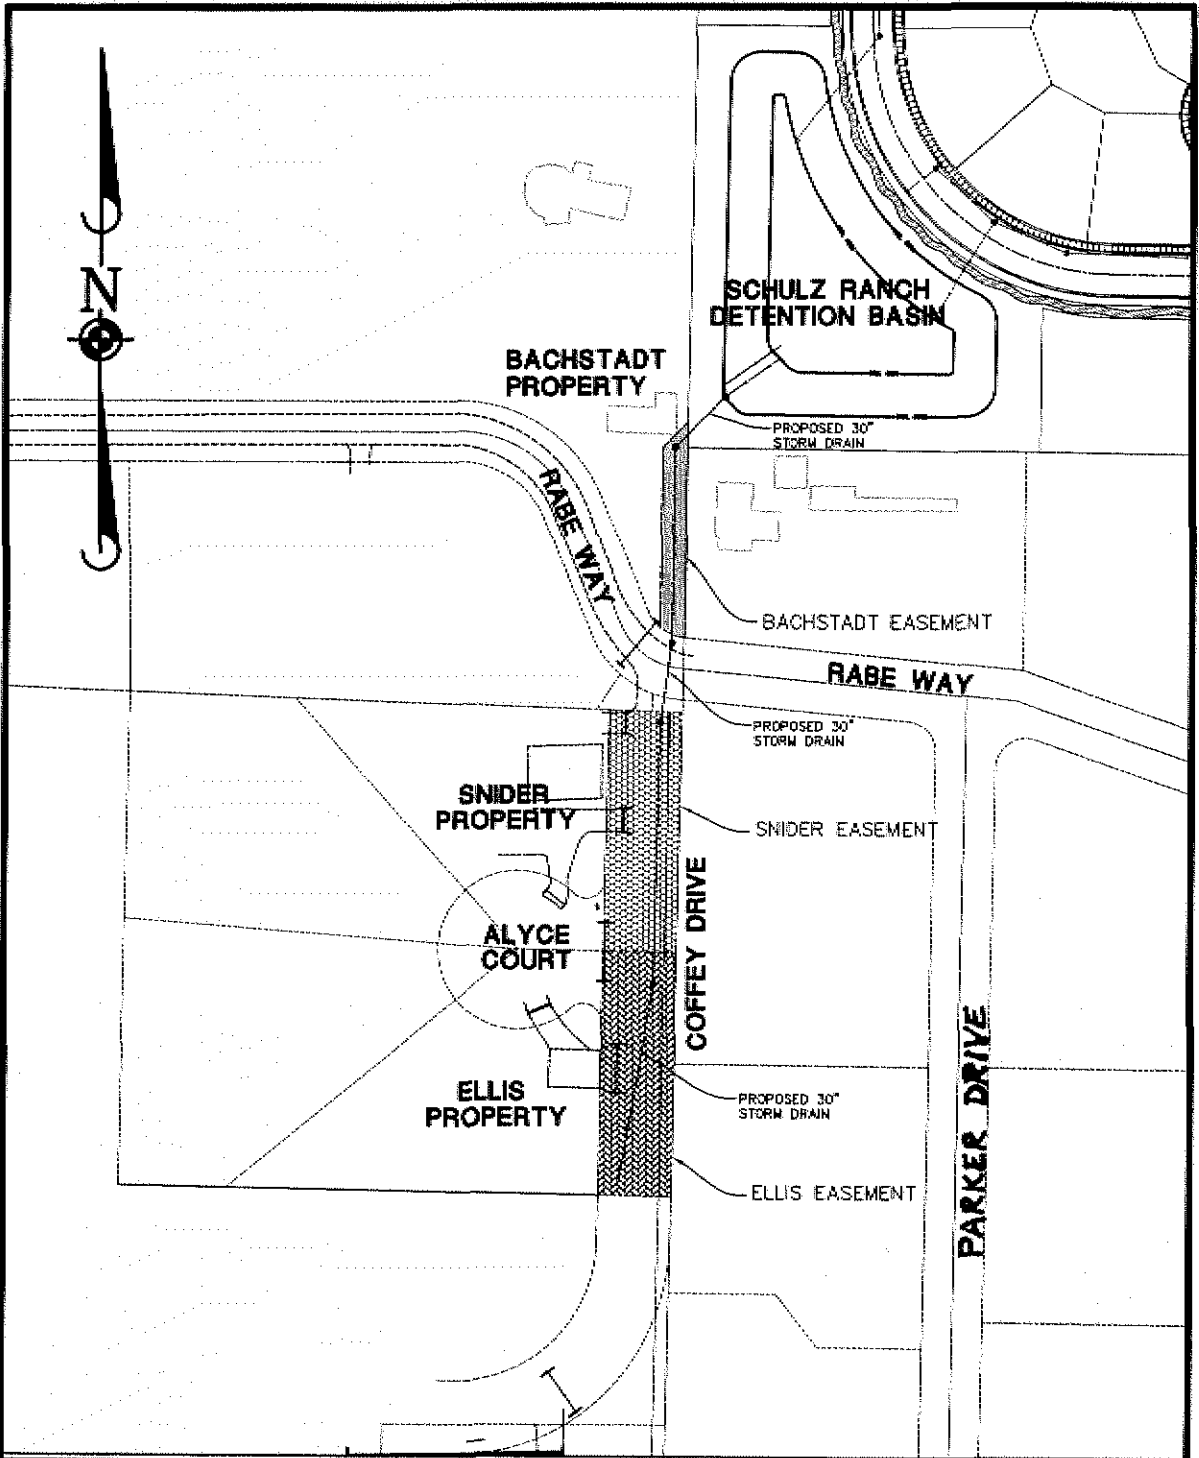 N
SCHULZ RANCH
DETENTION BASIN
BACHSTADT
PROPERTY
PROPOSED 30"
STORM DRAIN
RABE WAY
BACHSTADT EASEMENT
RABE WAY
PROPOSED 30"
STORM DRAIN
SNIDER
PROPERTY
SNIDER EASEMENT
COFFEY DRIVE
ALYCE
COURT
PARKER DRIVE
ELLIS
PROPERTY
PROPOSED 30"
STORM DRAIN
ELLIS EASEMENT